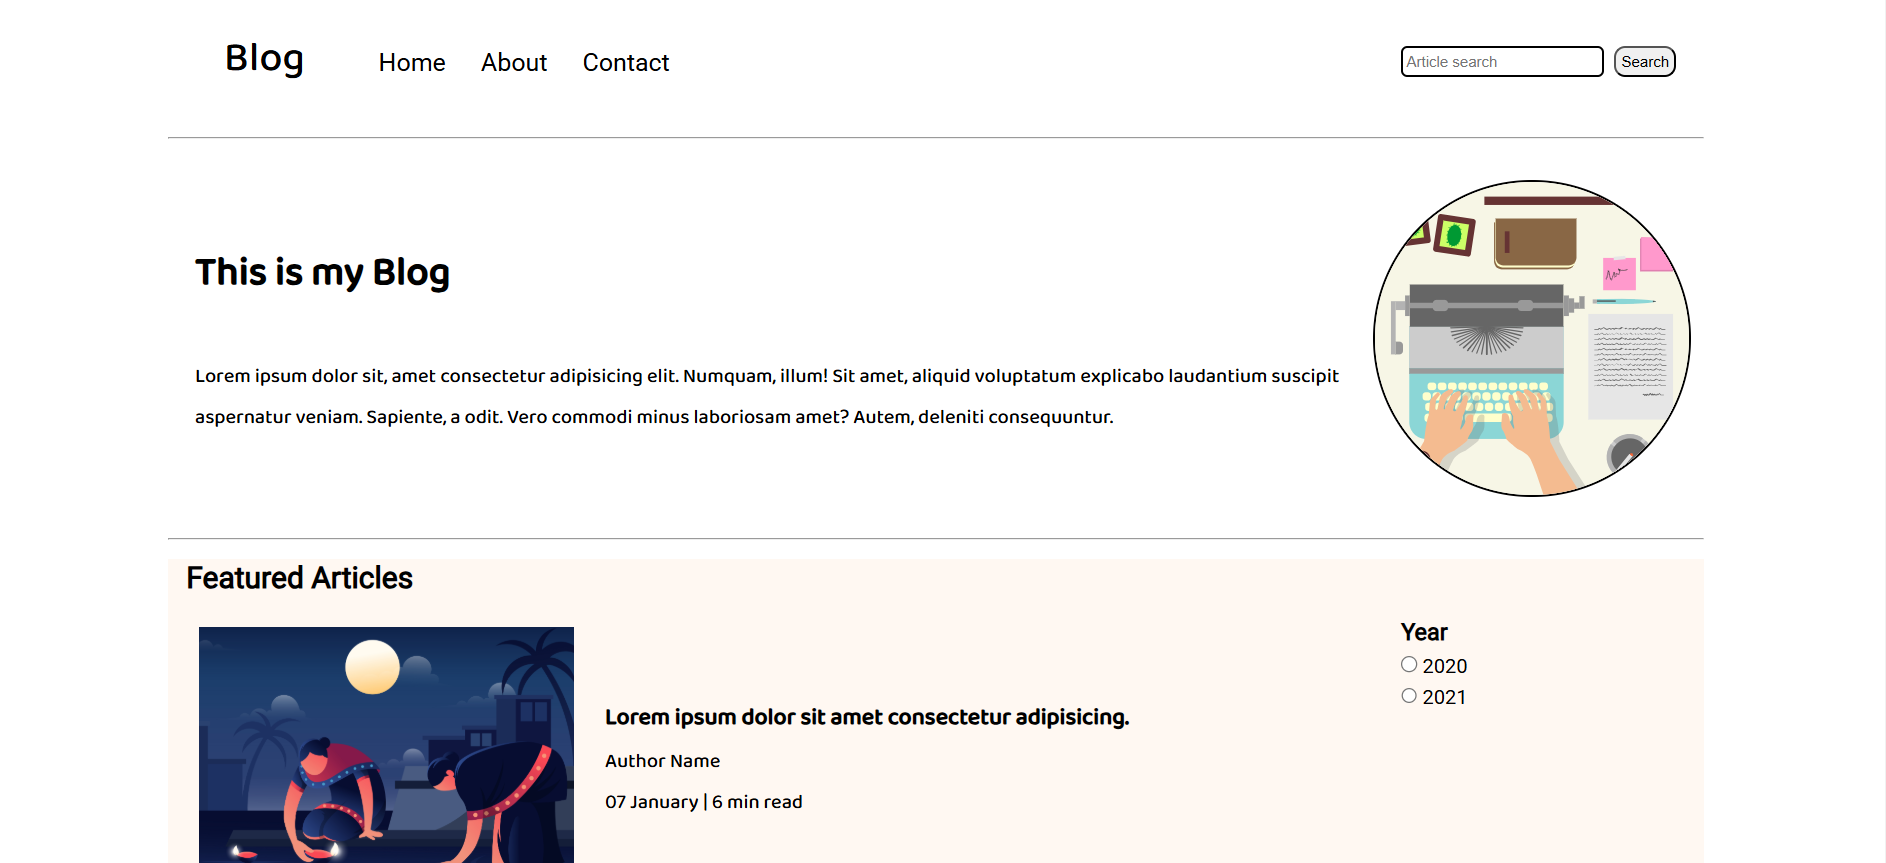 Blog
Home About Contact
Article search Search
This is my Blog
Lorem ipsum dolor sit, amet consectetur adipisicing elit. Numquam, illum! Sit amet, aliquid voluptatum explicabo laudantium suscipit
aspernatur veniam. Sapiente, a odit. Vero commodi minus laboriosam amet? Autem, deleniti consequuntur.
Featured Articles
Lorem ipsum dolor sit amet consectetur adipisicing.
Author Name
07 January | 6 min read
Year
2020
2021